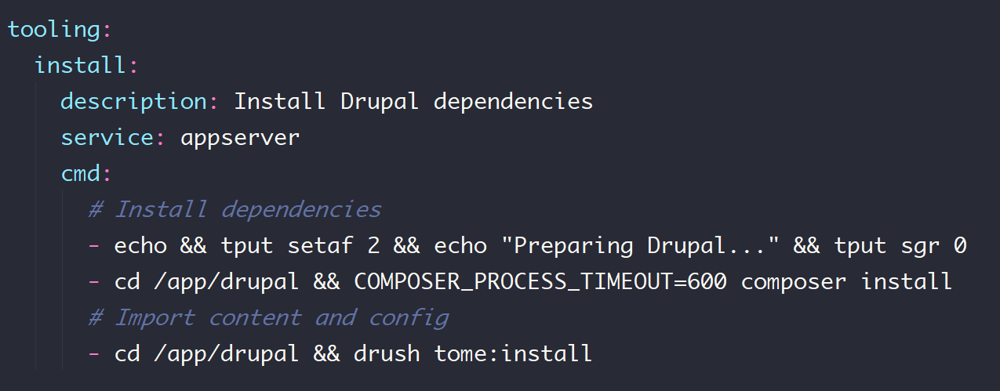 tooling:
  install:
    description: Install Drupal dependencies
    service: appserver
    cmd:
      # Install dependencies
      - echo && tput setaf 2 && echo "Preparing Drupal..." && tput sgr 0
      - cd /app/drupal && COMPOSER_PROCESS_TIMEOUT=600 composer install
      # Import content and config
      - cd /app/drupal && drush tome:install